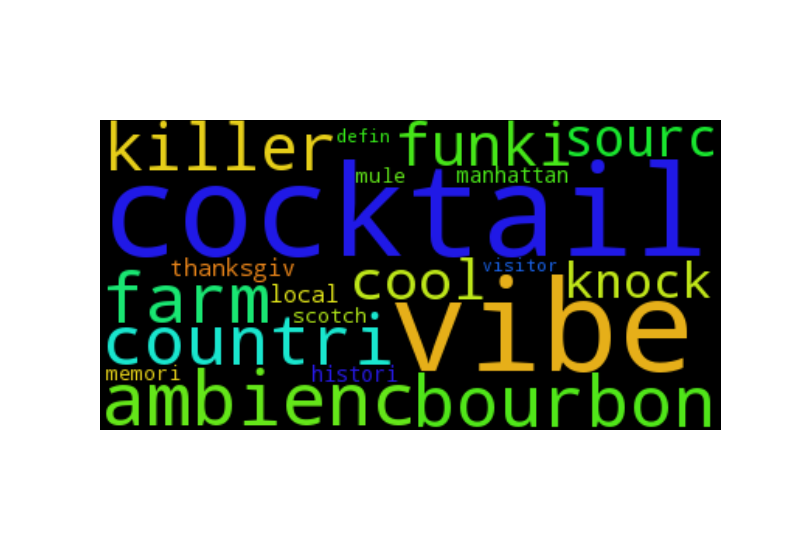 killer defin funki sourc
mule manhattan
cocktail
thanksgiv cool visitor knock
farm local
scotch
countri vibe
memori histori
ambienc bourbon